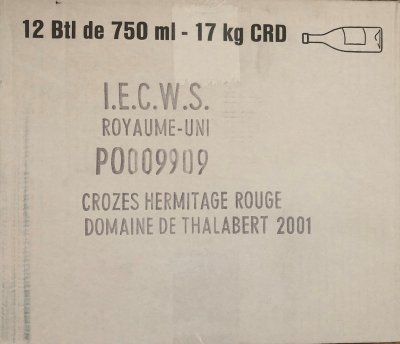 12 Btl de 750 ml - 17 kg CRD
I.E.C.W.S.
ROYAUME-UNI
PO009909
CROZES HERMITAGE ROUGE
DOMAINE DE THALABERT 2001